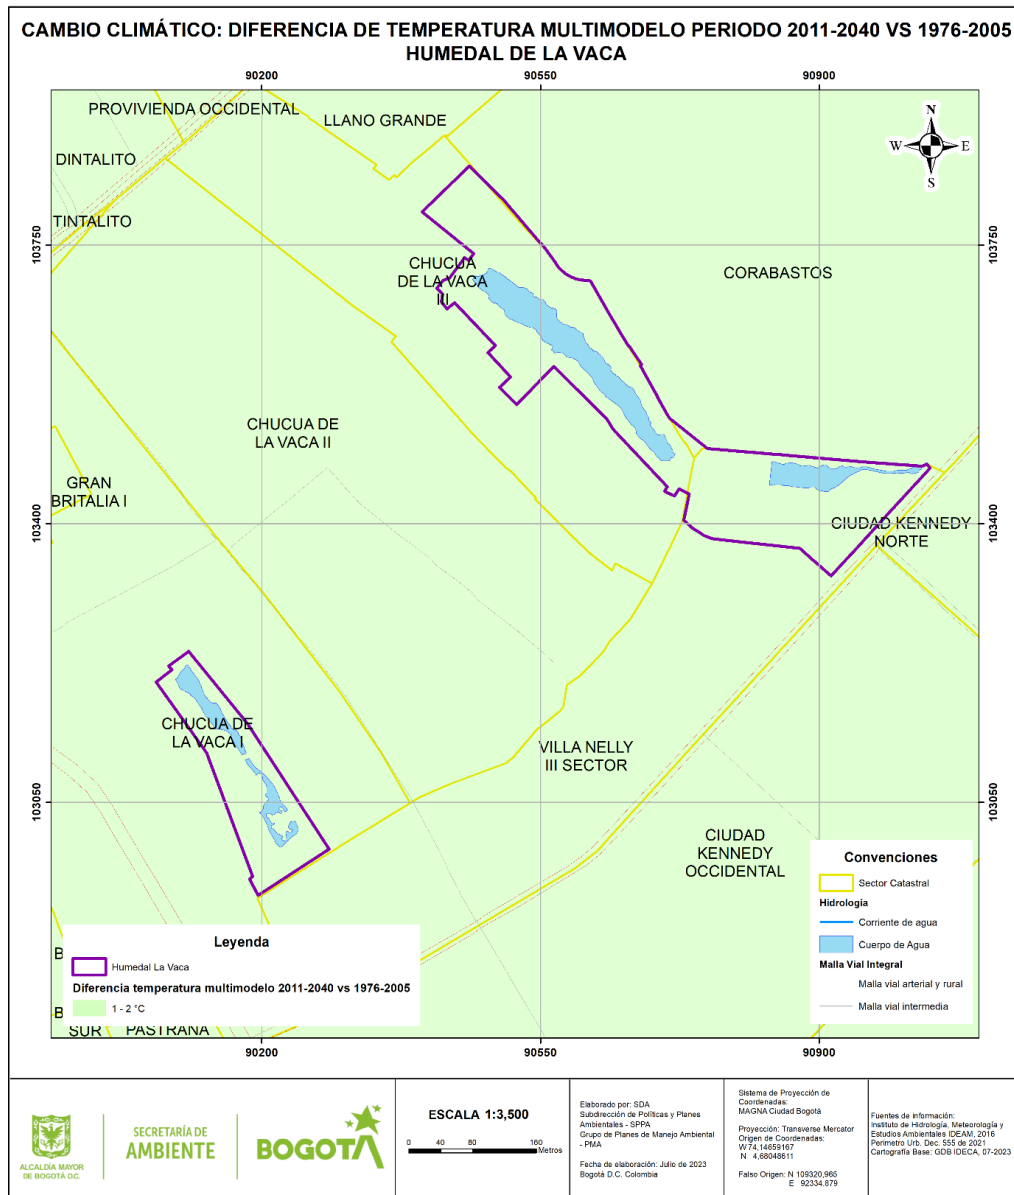 CAMBIO CLIMÁTICO: DIFERENCIA DE TEMPERATURA MULTIMODELO PERIODO 2011-2040 VS 1976-2005
HUMEDAL DE LA VACA
90200
90550
90900
PROVIVIENDA OCCIDENTAL
LLANO GRANDE
N
W
E
S
DINTALITO
TINTALITO
103750
103750
CHUCUA
DE LA VACA
III
CORABASTOS
CHUCUA DE
LA VACA II
GRAN
BRITALIA I
103400
103400
CIUDAD KENNEDY
NORTE
CHUCUA DE
LA VACA I
VILLA NELLY
III SECTOR
103050
103050
CIUDAD
KENNEDY
OCCIDENTAL
Convenciones
Sector Catastral
Hidrología
Corriente de agua
Cuerpo de Agua
Malla Vial Integral
Malla vial arterial y rural
Malla vial intermedia
B
Leyenda
Humedal La Vaca
Diferencia temperatura multimodelo 2011-2040 vs 1976-2005
1 - 2 °C
B
SUR
PASTRANA
90200
90550
90900
ALCALDÍA MAYOR
DE BOGOTÁ D.C.
SECRETARÍA DE
AMBIENTE
BOGOTÁ
ESCALA 1:3,500
0 40 80 160
Metros
Elaborado por: SDA
Subdirección de Políticas y Planes
Ambientales - SPPA
Grupo de Planes de Manejo Ambiental
- PMA
Fecha de elaboración: Julio de 2023
Bogotá D.C. Colombia
Sistema de Proyección de
Coordenadas:
MAGNA Ciudad Bogotá
Proyección: Transverse Mercator
Origen de Coordenadas:
W 74,14659167
N 4,68048611
Falso Origen: N 109320,965
E 92334,879
Fuentes de información:
Instituto de Hidrología, Meteorología y
Estudios Ambientales IDEAM, 2016
Perimetro Urb. Dec. 555 de 2021
Cartografía Base: GDB IDECA, 07-2023